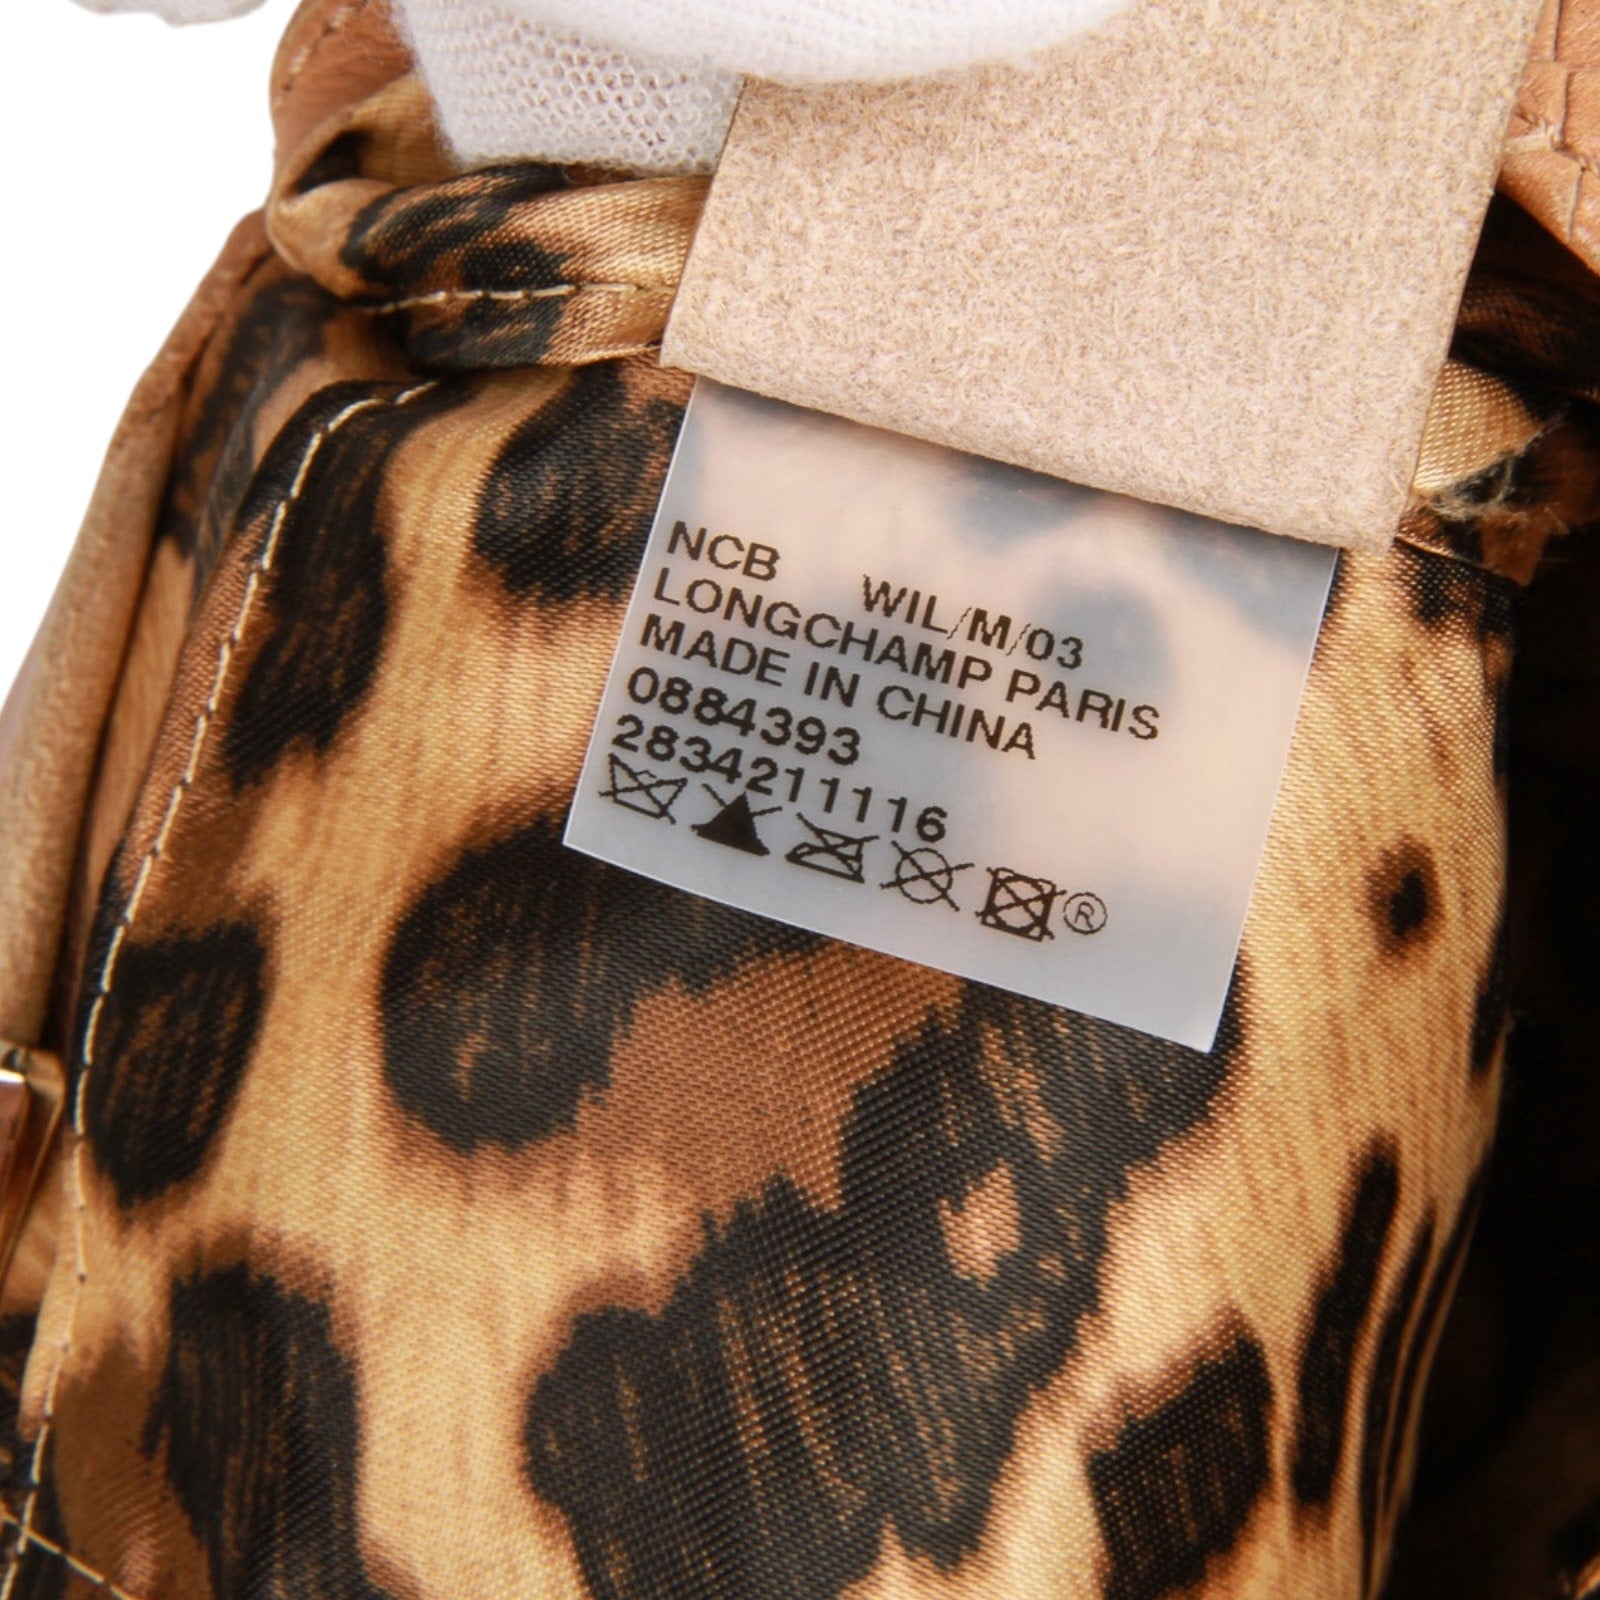 NCB WIL/M/03
LONGCHAMP PARIS
MADE IN CHINA
0884393
2834211116
®